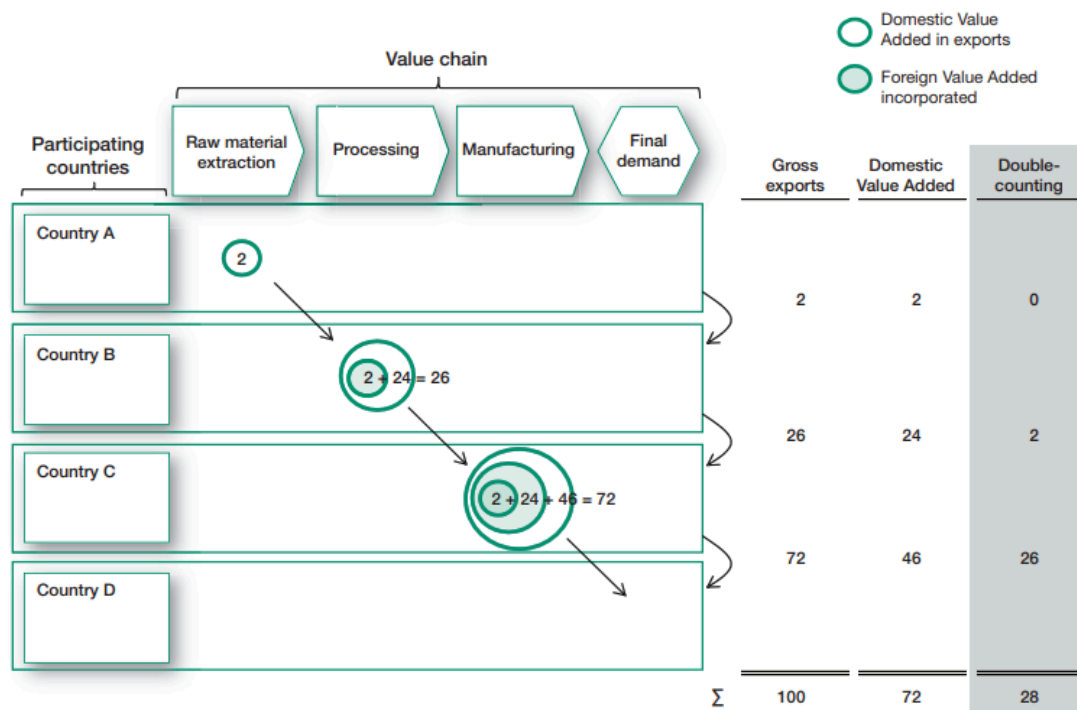 Domestic Value
Added in exports
Value chain
Foreign Value Added
incorporated
Participating
countries
Raw material
extraction
Processing
Manufacturing
Final
demand
Gross
exports
Domestic
Value Added
Double-
counting
Country A
2
2 2 0
Country B
2 + 24 = 26
26 24 2
Country C
2 + 24 + 46 = 72
72 46 26
Country D
Σ 100 72 28